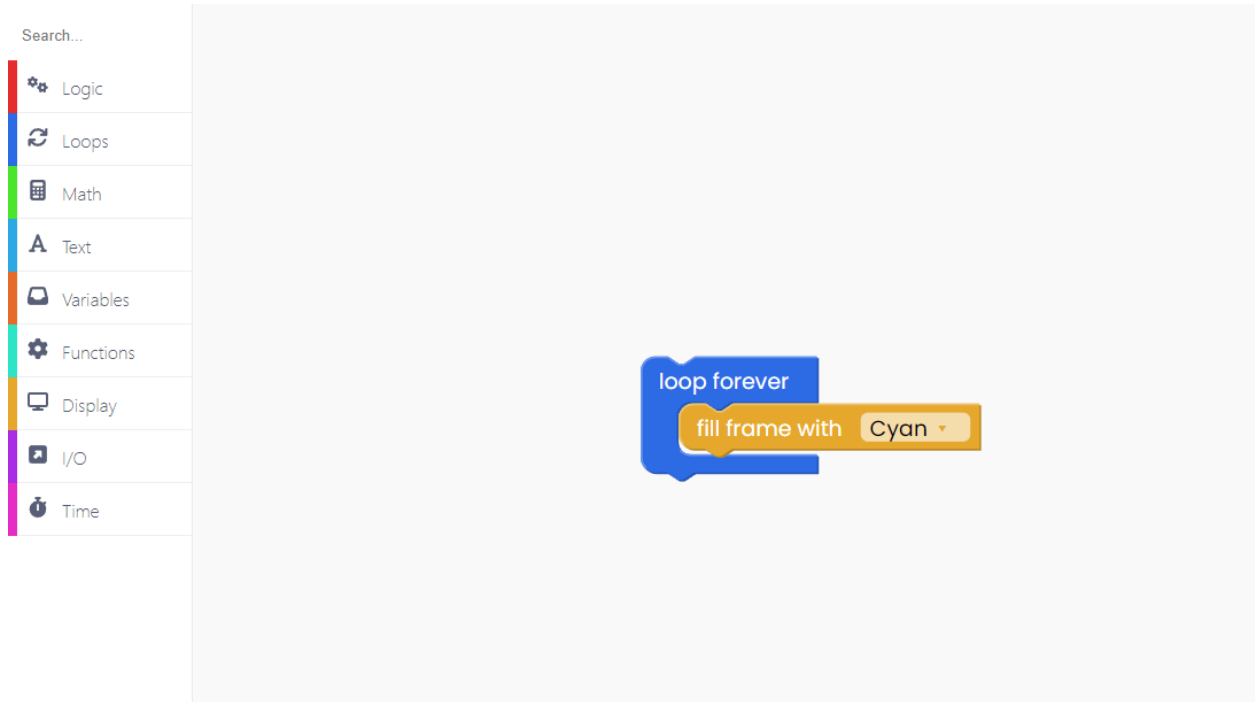 Search...
Logic
Loops
Math
Text
Variables
Functions
Display
I/O
Time
loop forever
fill frame with Cyan